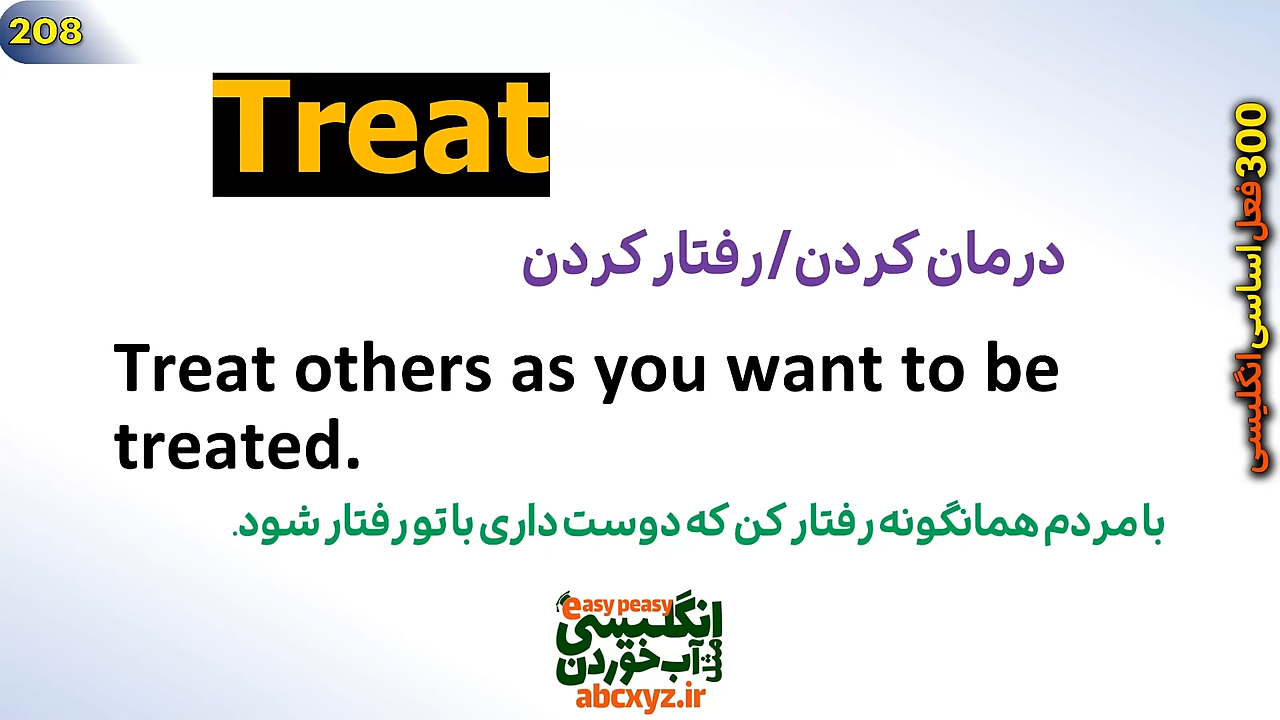 208
Treat
درمان کردن/رفتار کردن
Treat others as you want to be
treated.
با مردم همانگونه رفتار کن که دوست داری با تو رفتار شود.
300 فعل اساسی انگلیسی
easy peasy
انگلیسی
مثل آب خوردن
abcxyz.ir